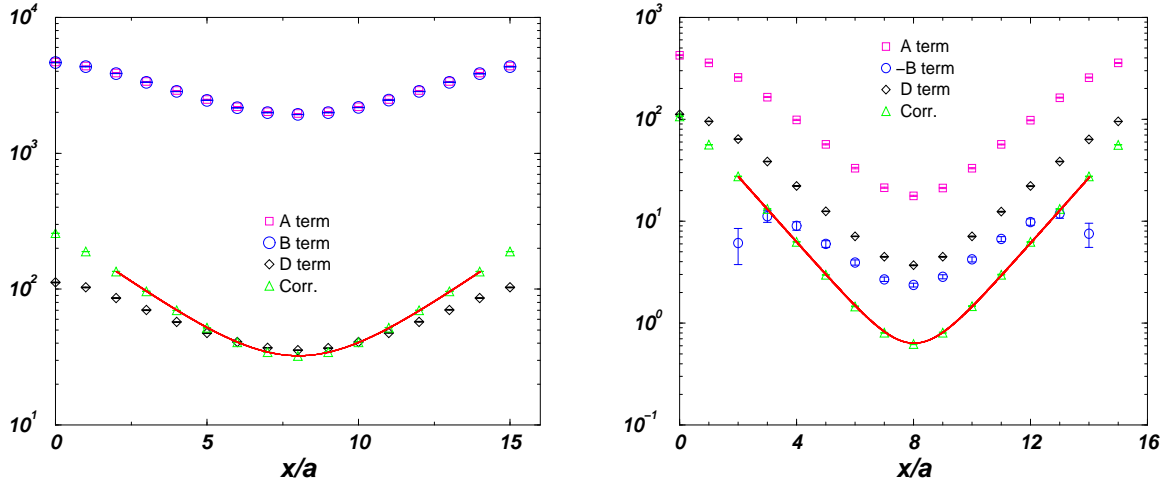 10^4
10^3
10^2
10^1
A term
B term
D term
Corr.
0 5 10 15
x/a
10^3
10^2
10^1
10^0
10^−1
A term
−B term
D term
Corr.
0 4 8 12 16
x/a